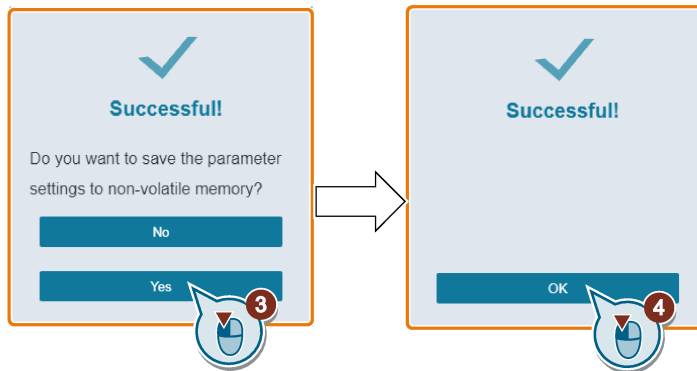 Successful!
Do you want to save the parameter
settings to non-volatile memory?
No
Yes
3
Successful!
OK
4